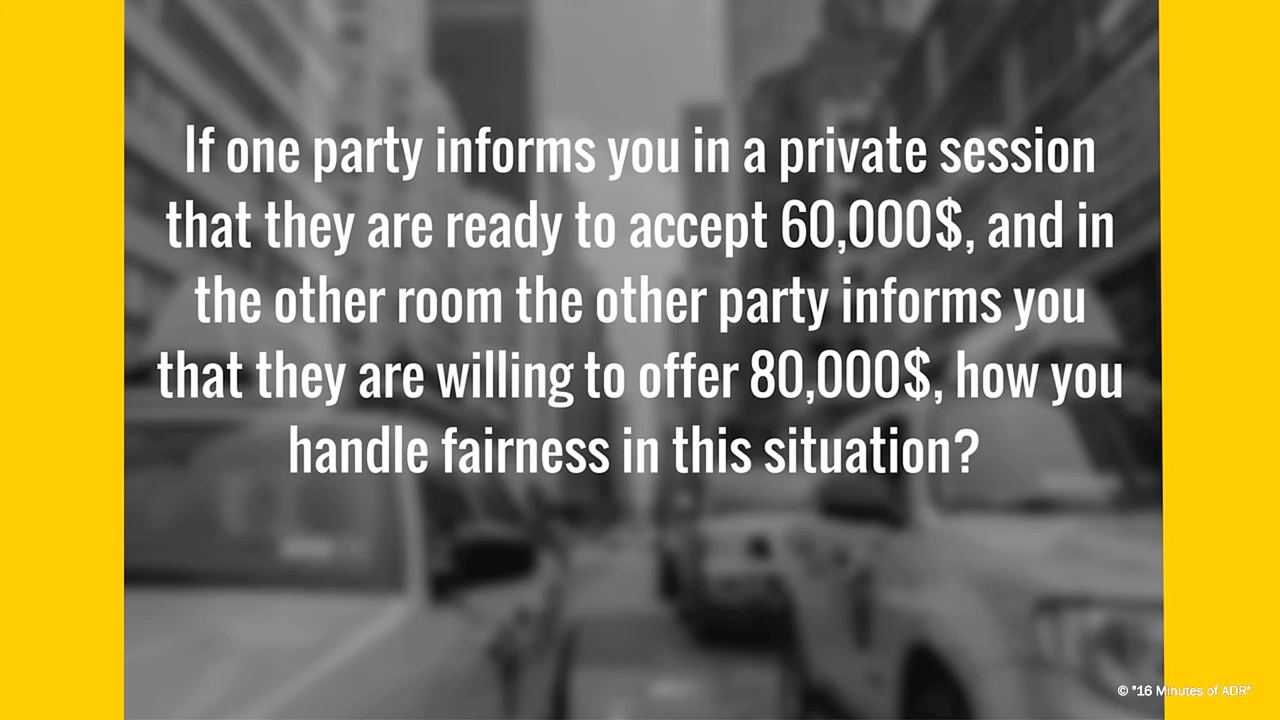 If one party informs you in a private session
that they are ready to accept 60,000$, and in
the other room the other party informs you
that they are willing to offer 80,000$, how you
handle fairness in this situation?
© "16 Minutes of ADR"